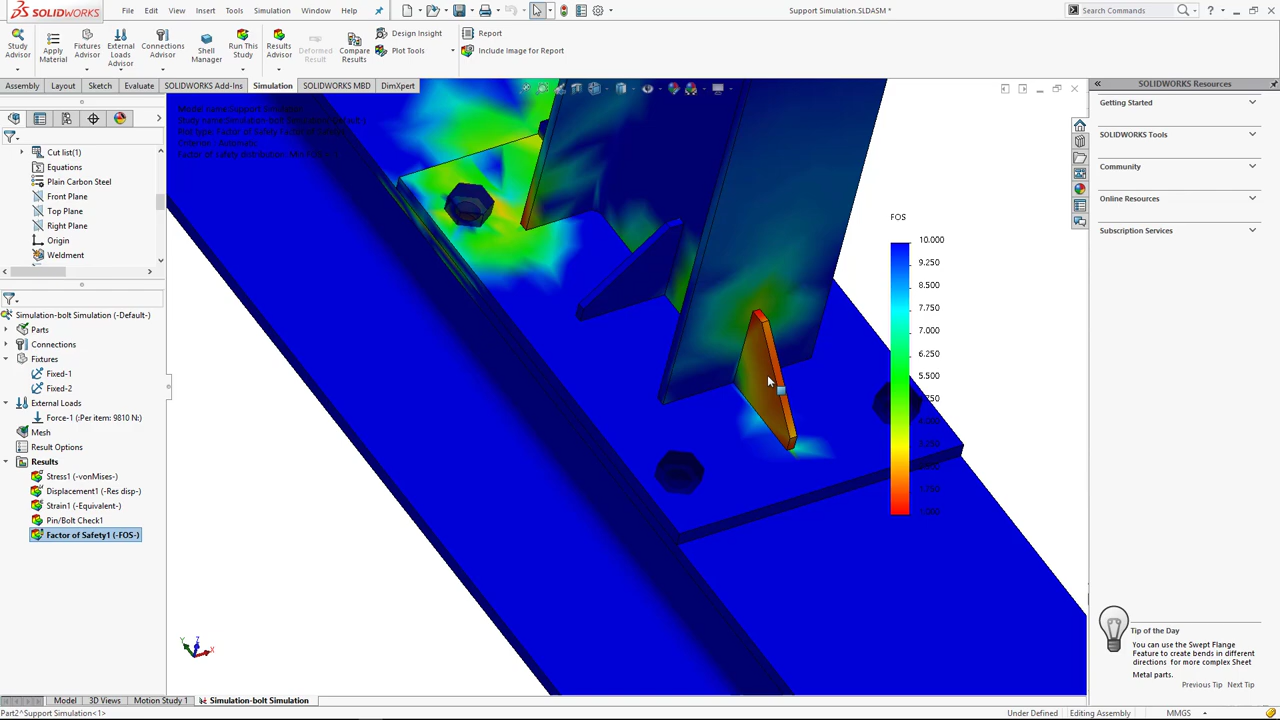 SOLIDWORKS
File Edit View Insert Tools Simulation Window Help
Support Simulation.SLDASM *
Search Commands
Study Advisor
Apply Material
Fixtures Advisor
External Loads Advisor
Connections Advisor
Shell Manager
Run This Study
Results Advisor
Deformed Result
Compare Results
Design Insight
Plot Tools
Report
Include Image for Report
Assembly Layout Sketch Evaluate SOLIDWORKS Add-Ins Simulation SOLIDWORKS MBD DimXpert
Cut list(1)
Equations
Plain Carbon Steel
Front Plane
Top Plane
Right Plane
Origin
Weldment
Simulation-bolt Simulation (-Default-)
Parts
Connections
Fixtures
Fixed-1
Fixed-2
External Loads
Force-1 (:Per item: 9810 N:)
Mesh
Result Options
Results
Stress1 (-vonMises-)
Displacement1 (-Res disp-)
Strain1 (-Equivalent-)
Pin/Bolt Check1
Factor of Safety1 (-FOS-)
FOS
10.000
9.250
8.500
7.750
7.000
6.250
5.500
SOLIDWORKS Resources
Getting Started
SOLIDWORKS Tools
Community
Online Resources
Subscription Services
Tip of the Day
You can use the Swept Flange
Feature to create bends in different
directions for more complex Sheet
Metal parts.
Previous Tip Next Tip
Model 3D Views Motion Study 1 Simulation-bolt Simulation
Part2^Support Simulation<1>
Under Defined Editing Assembly MMGS